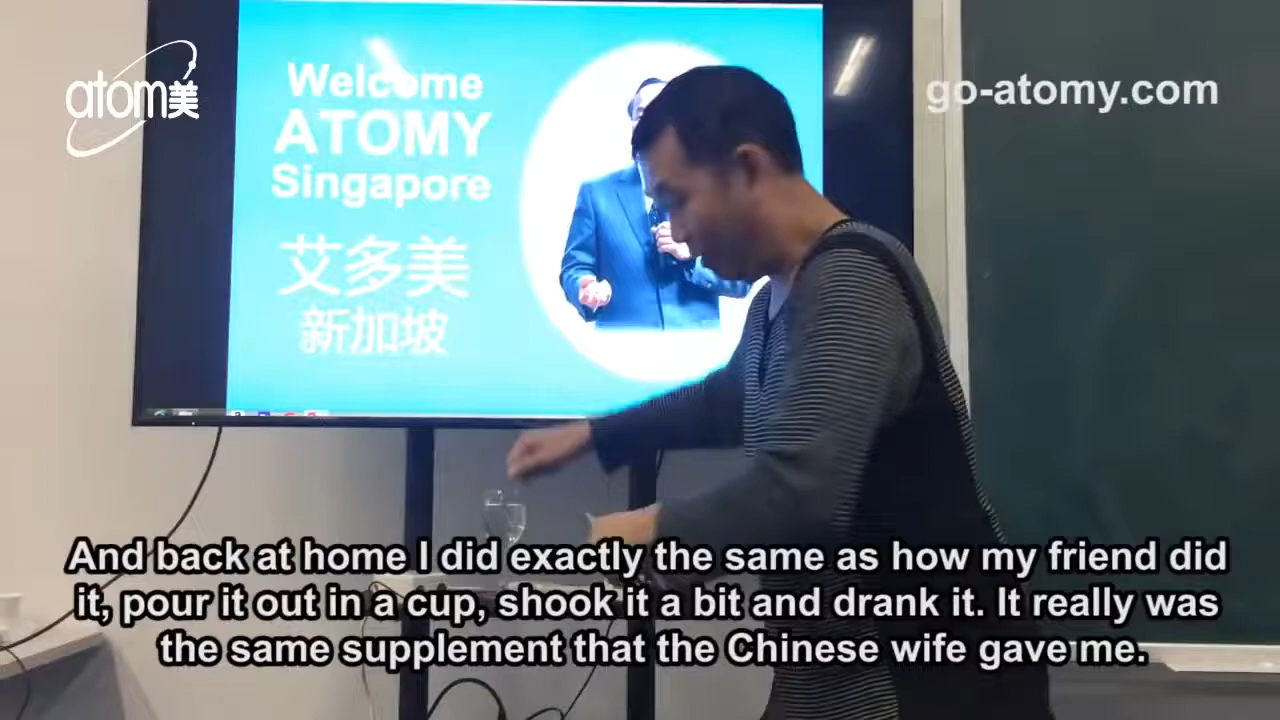 atom美
go-atomy.com
Welcome
ATOMY
Singapore
艾多美
新加坡
And back at home I did exactly the same as how my friend did
it, pour it out in a cup, shook it a bit and drank it. It really was
the same supplement that the Chinese wife gave me.